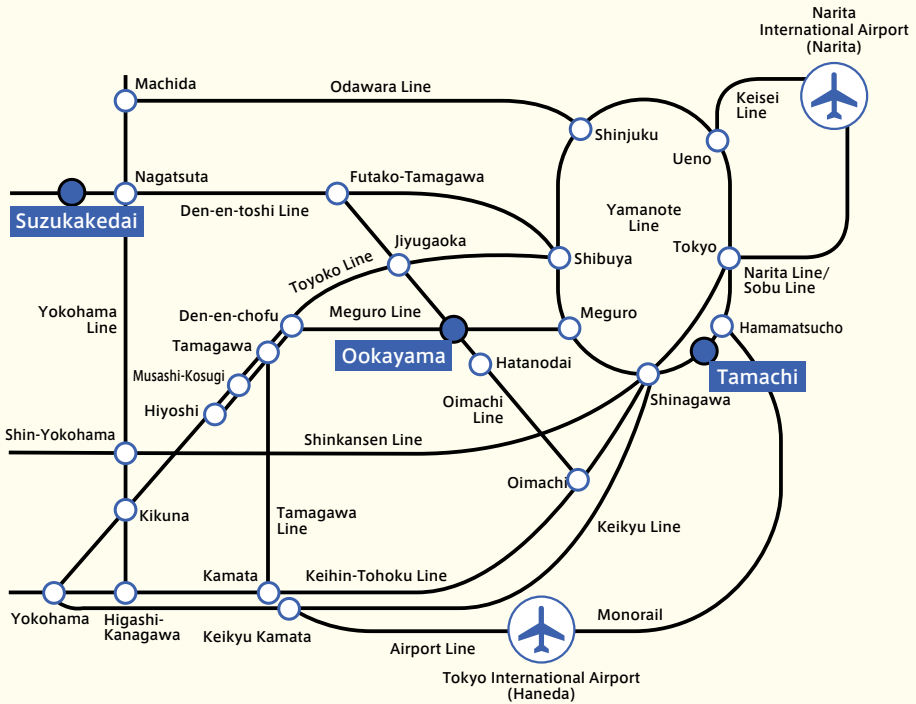 Narita
International Airport
(Narita)
Machida
Odawara Line
Keisei
Line
Shinjuku
Ueno
Nagatsuta
Futako-Tamagawa
Suzukakedai
Den-en-toshi Line
Yamanote
Line
Jiyugaoka
Tokyo
Toyoko Line
Shibuya
Narita Line/
Sobu Line
Yokohama
Line
Den-en-chofu
Meguro Line
Meguro
Hamamatsucho
Tamagawa
Ookayama
Hatanodai
Musashi-Kosugi
Tamachi
Hiyoshi
Oimachi
Line
Shinagawa
Shin-Yokohama
Shinkansen Line
Oimachi
Kikuna
Tamagawa
Line
Keikyu Line
Kamata
Keihin-Tohoku Line
Yokohama
Higashi-
Kanagawa
Keikyu Kamata
Monorail
Airport Line
Tokyo International Airport
(Haneda)